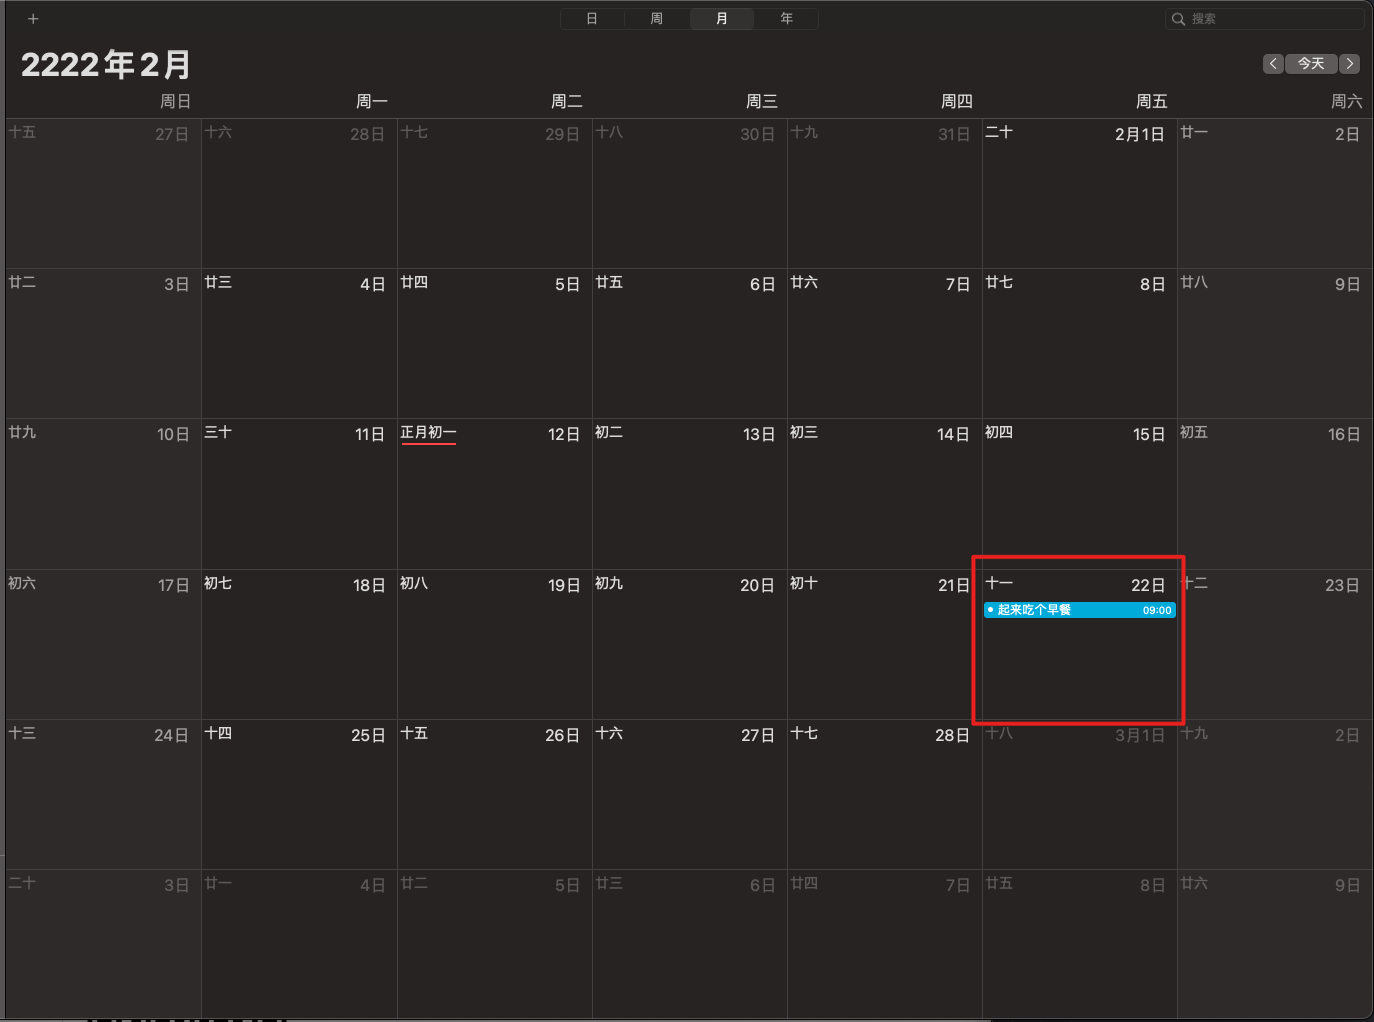 +
日 周 月 年
搜索
2222年2月
今天
周日 周一 周二 周三 周四 周五 周六
十五 27日 十六 28日 十七 29日 十八 30日 十九 31日 二十 2月1日 廿一 2日
廿二 3日 廿三 4日 廿四 5日 廿五 6日 廿六 7日 廿七 8日 廿八 9日
廿九 10日 三十 11日 正月初一 12日 初二 13日 初三 14日 初四 15日 初五 16日
初六 17日 初七 18日 初八 19日 初九 20日 初十 21日 十一 22日 十二 23日
起来吃个早餐 09:00
十三 24日 十四 25日 十五 26日 十六 27日 十七 28日 十八 3月1日 十九 2日
二十 3日 廿一 4日 廿二 5日 廿三 6日 廿四 7日 廿五 8日 廿六 9日